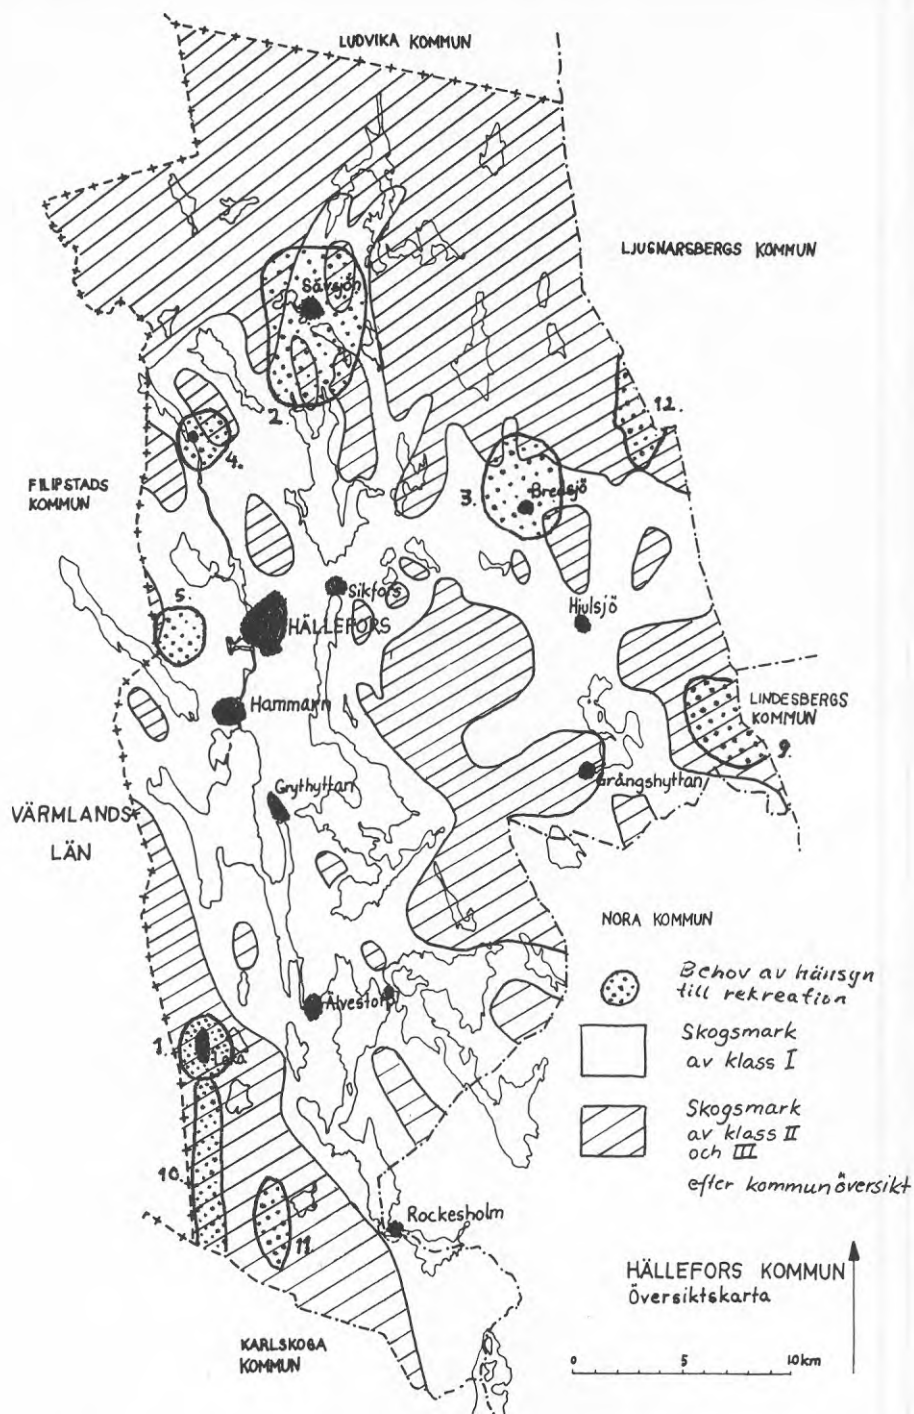 LUDVIKA KOMMUN
LJUSNARSBERGS KOMMUN
Sävsjön
2.
12.
4.
3.
Bredsjö
FILIPSTADS
KOMMUN
5.
Sikfors
HÄLLEFORS
Hjulsjö
Hammarn
LINDESBERGS
KOMMUN
9.
Grythyttan
Grängshyttan
VÄRMLANDS
LÄN
NORA KOMMUN
Behov av hänsyn
till rekreation
Älvestorp
Skogsmark
av klass I
1.
Loka
Skogsmark
av klass II
och III
efter kommunöversikt
10.
11.
Rockesholm
HÄLLEFORS KOMMUN
Översiktskarta
KARLSKOGA
KOMMUN
0 5 10 km